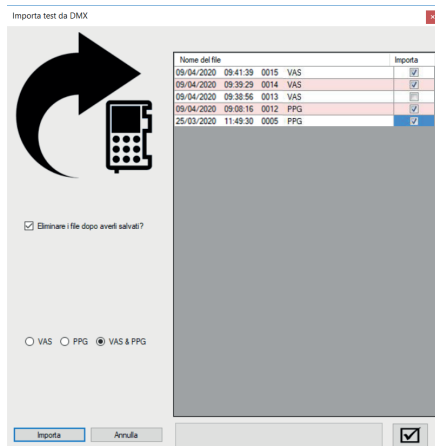 Importa test da DMX
Nome del file Importa
09/04/2020 09:41:39 0015 VAS
09/04/2020 09:39:29 0014 VAS
09/04/2020 09:38:56 0013 VAS
09/04/2020 09:08:16 0012 PPG
25/03/2020 11:49:30 0005 PPG
Eliminare i file dopo averli salvati?
VAS PPG VAS & PPG
Importa Annulla